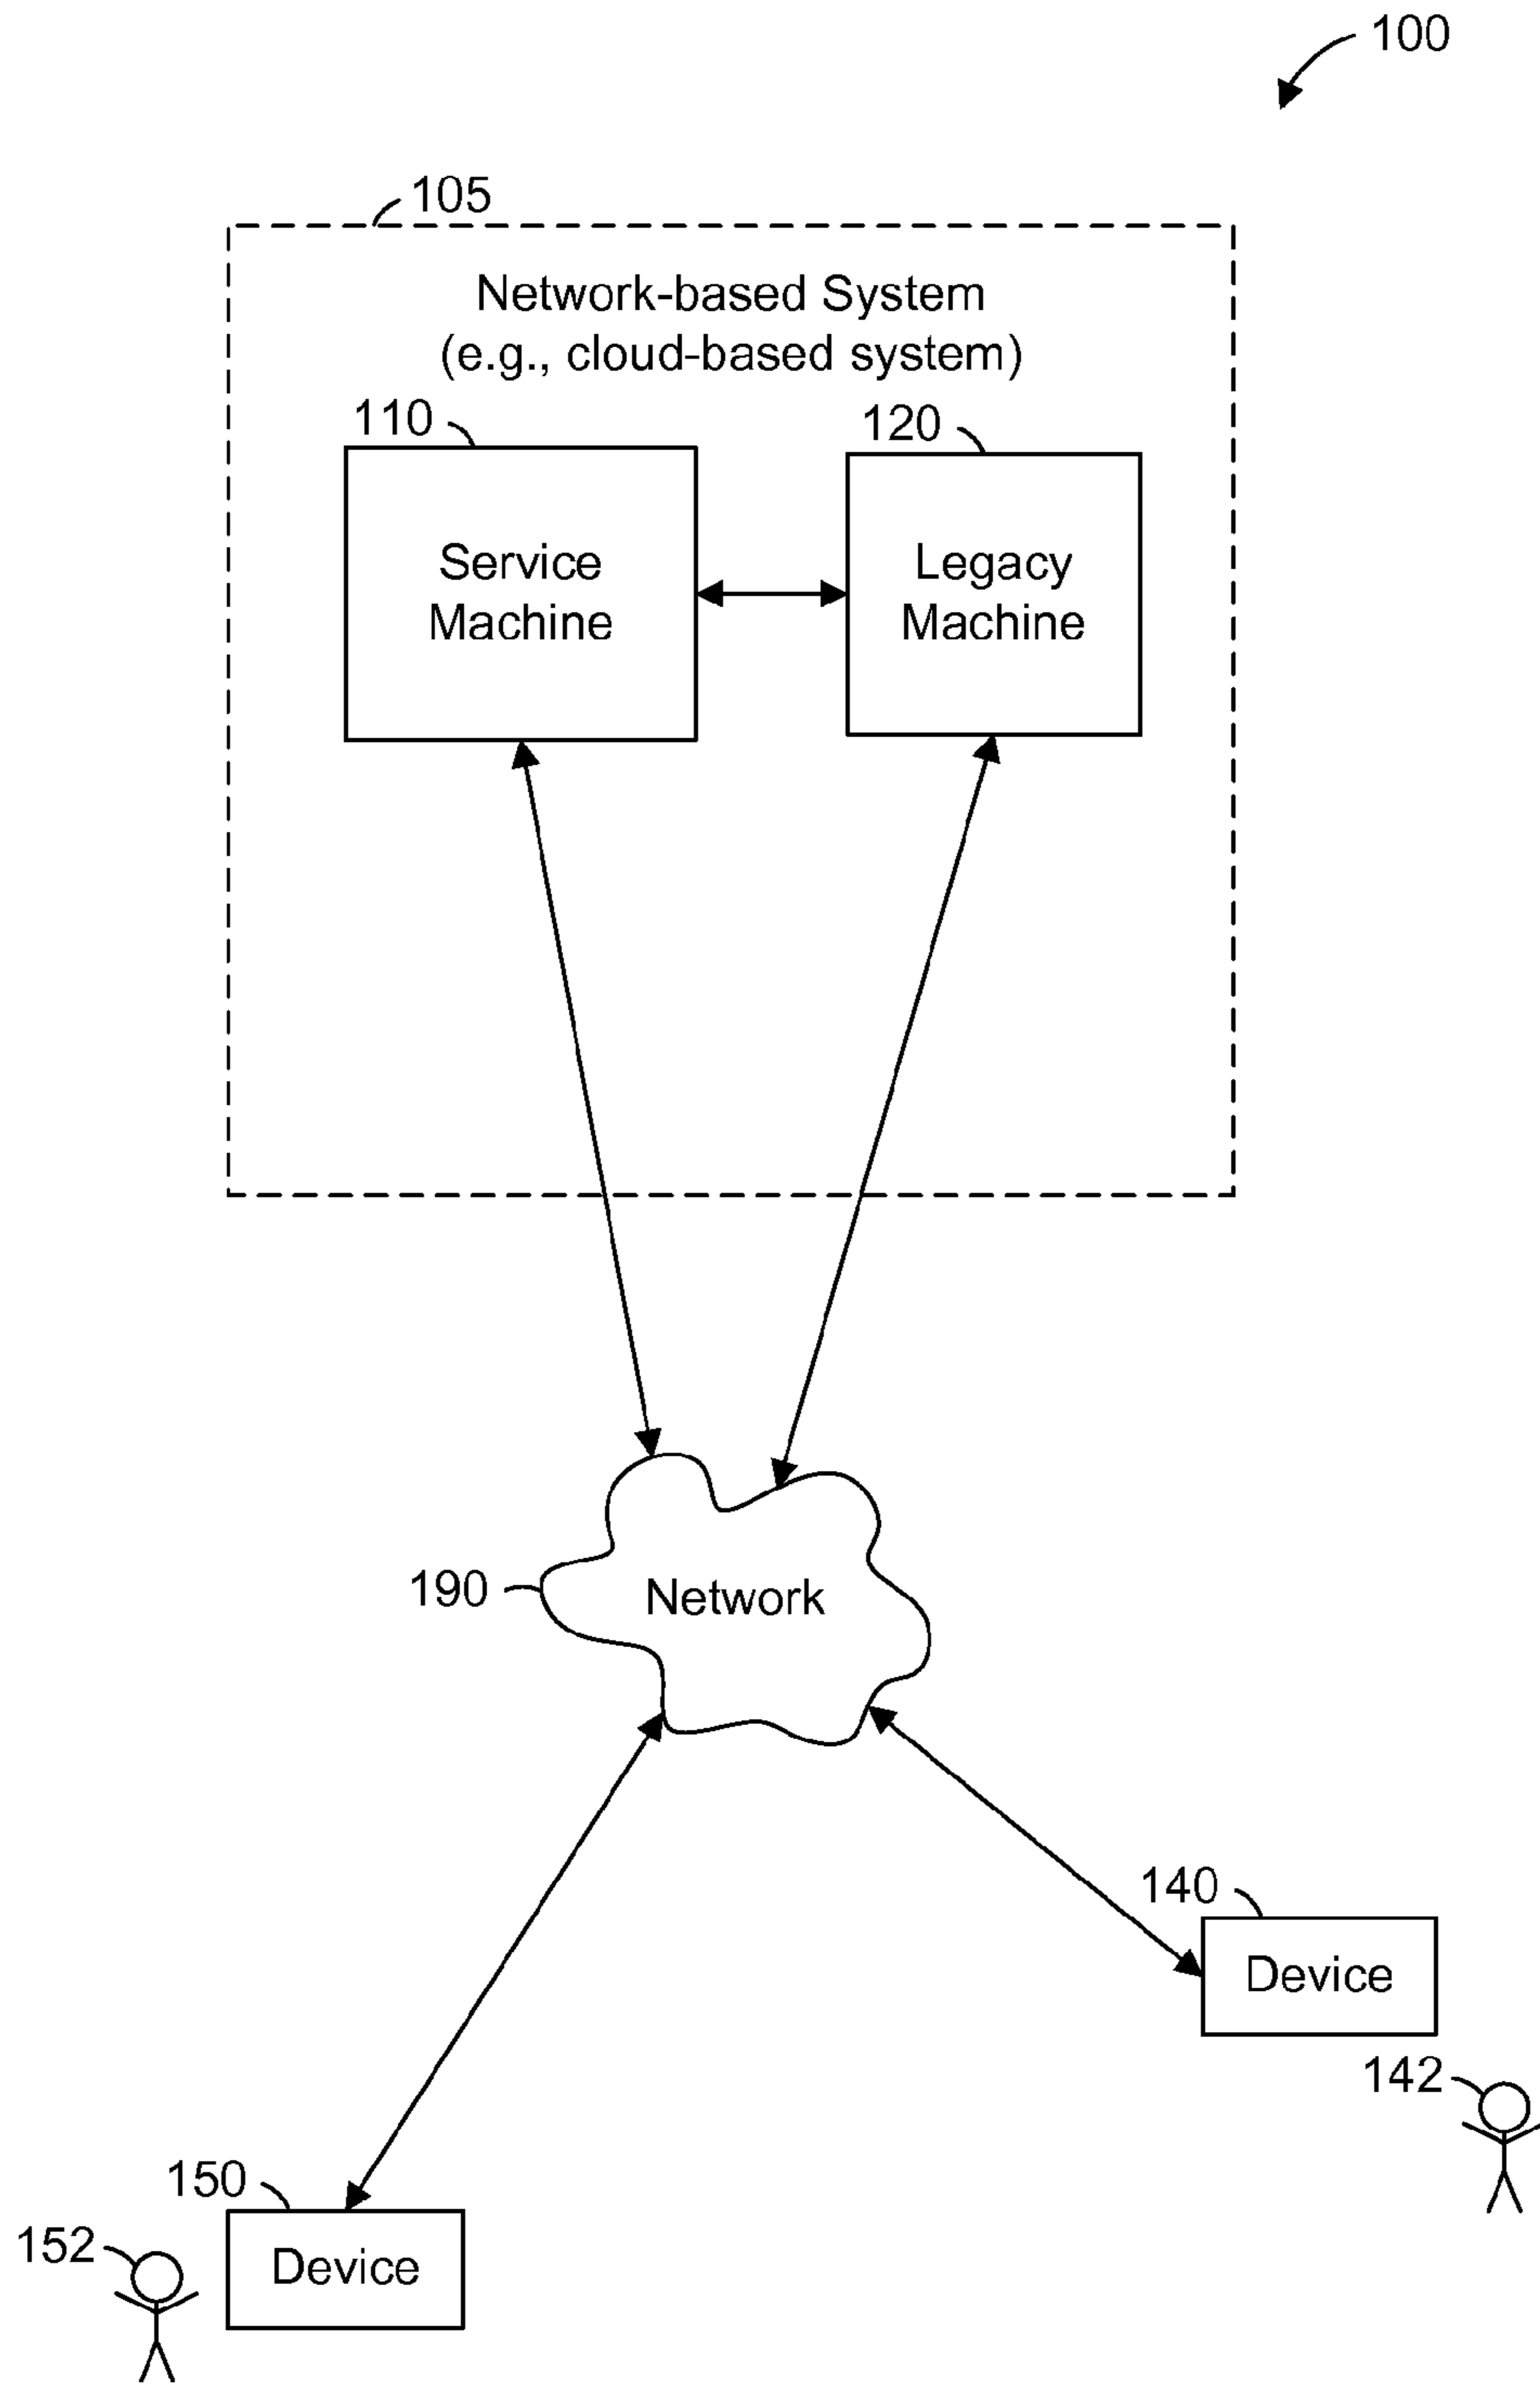 100
105
Network-based System
(e.g., cloud-based system)
110
120
Service
Machine
Legacy
Machine
190
Network
140
Device
142
150
152
Device